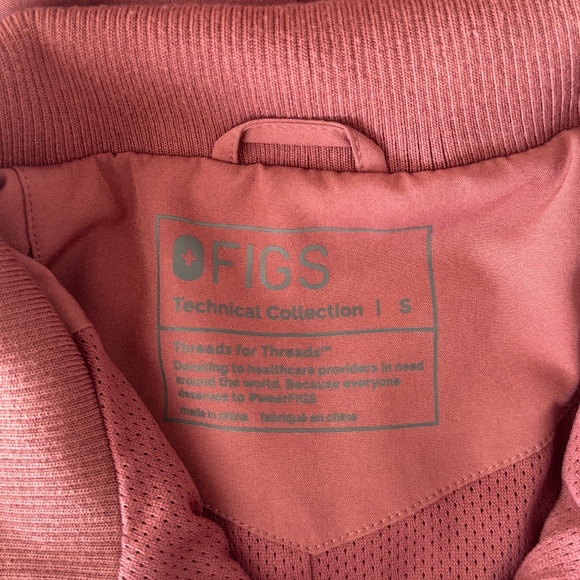 FIGS
Technical Collection | S
Threads for Threads™
Donating to healthcare providers in need
around the world. Because everyone
deserves to #wearFIGS
made in china fabriqué en chine